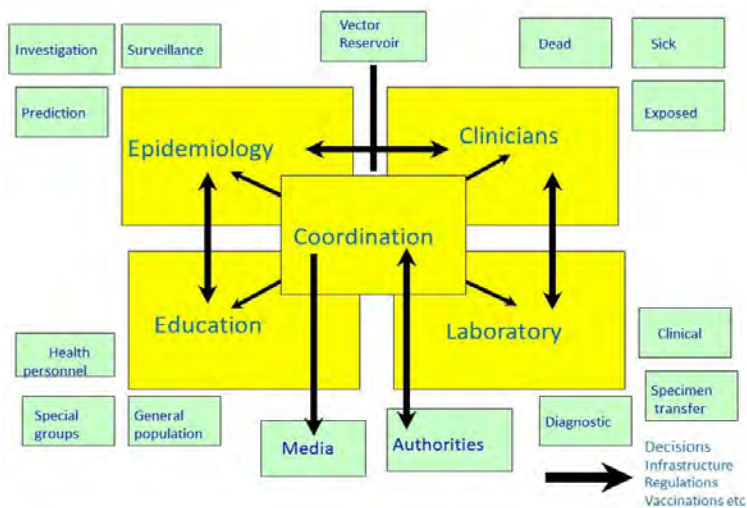 Vector
Reservoir
Investigation
Surveillance
Dead
Sick
Prediction
Exposed
Epidemiology
Clinicians
Coordination
Education
Laboratory
Health
personnel
Clinical
Special
groups
General
population
Media
Authorities
Diagnostic
Specimen
transfer
Decisions
Infrastructure
Regulations
Vaccinations etc